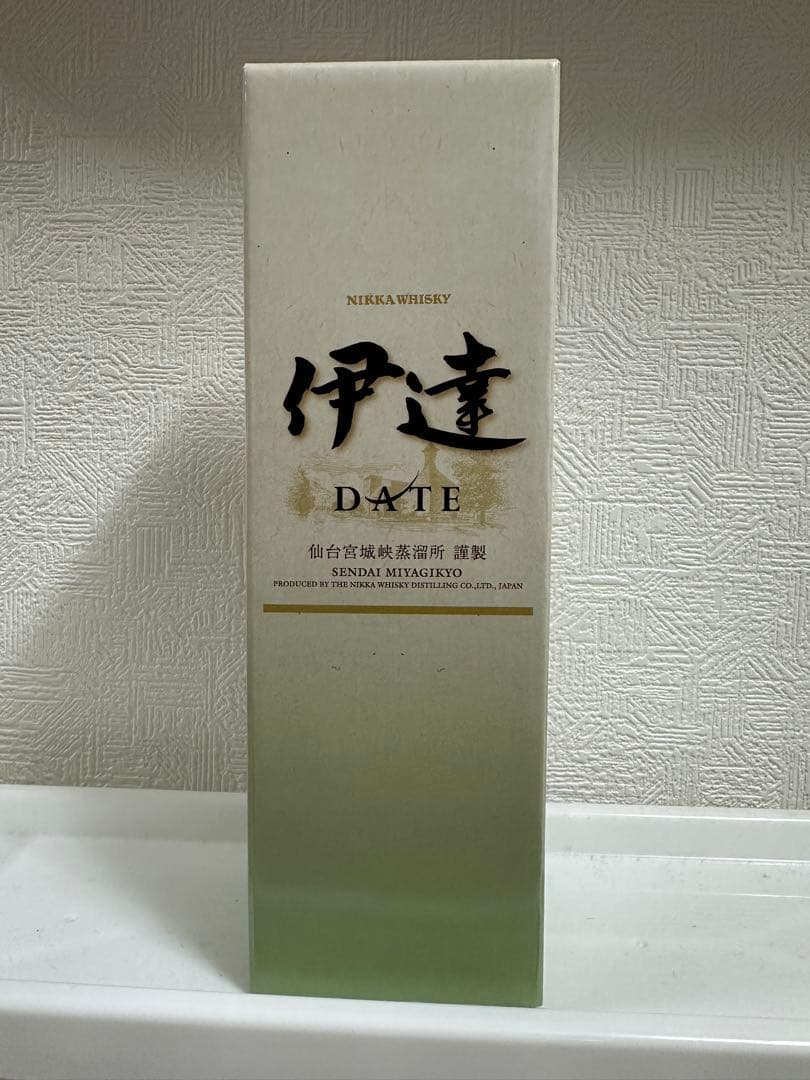 NIKKA WHISKY
伊達
DATE
仙台宮城峡蒸溜所 謹製
SENDAI MIYAGIKYO
PRODUCED BY THE NIKKA WHISKY DISTILLING CO.,LTD., JAPAN